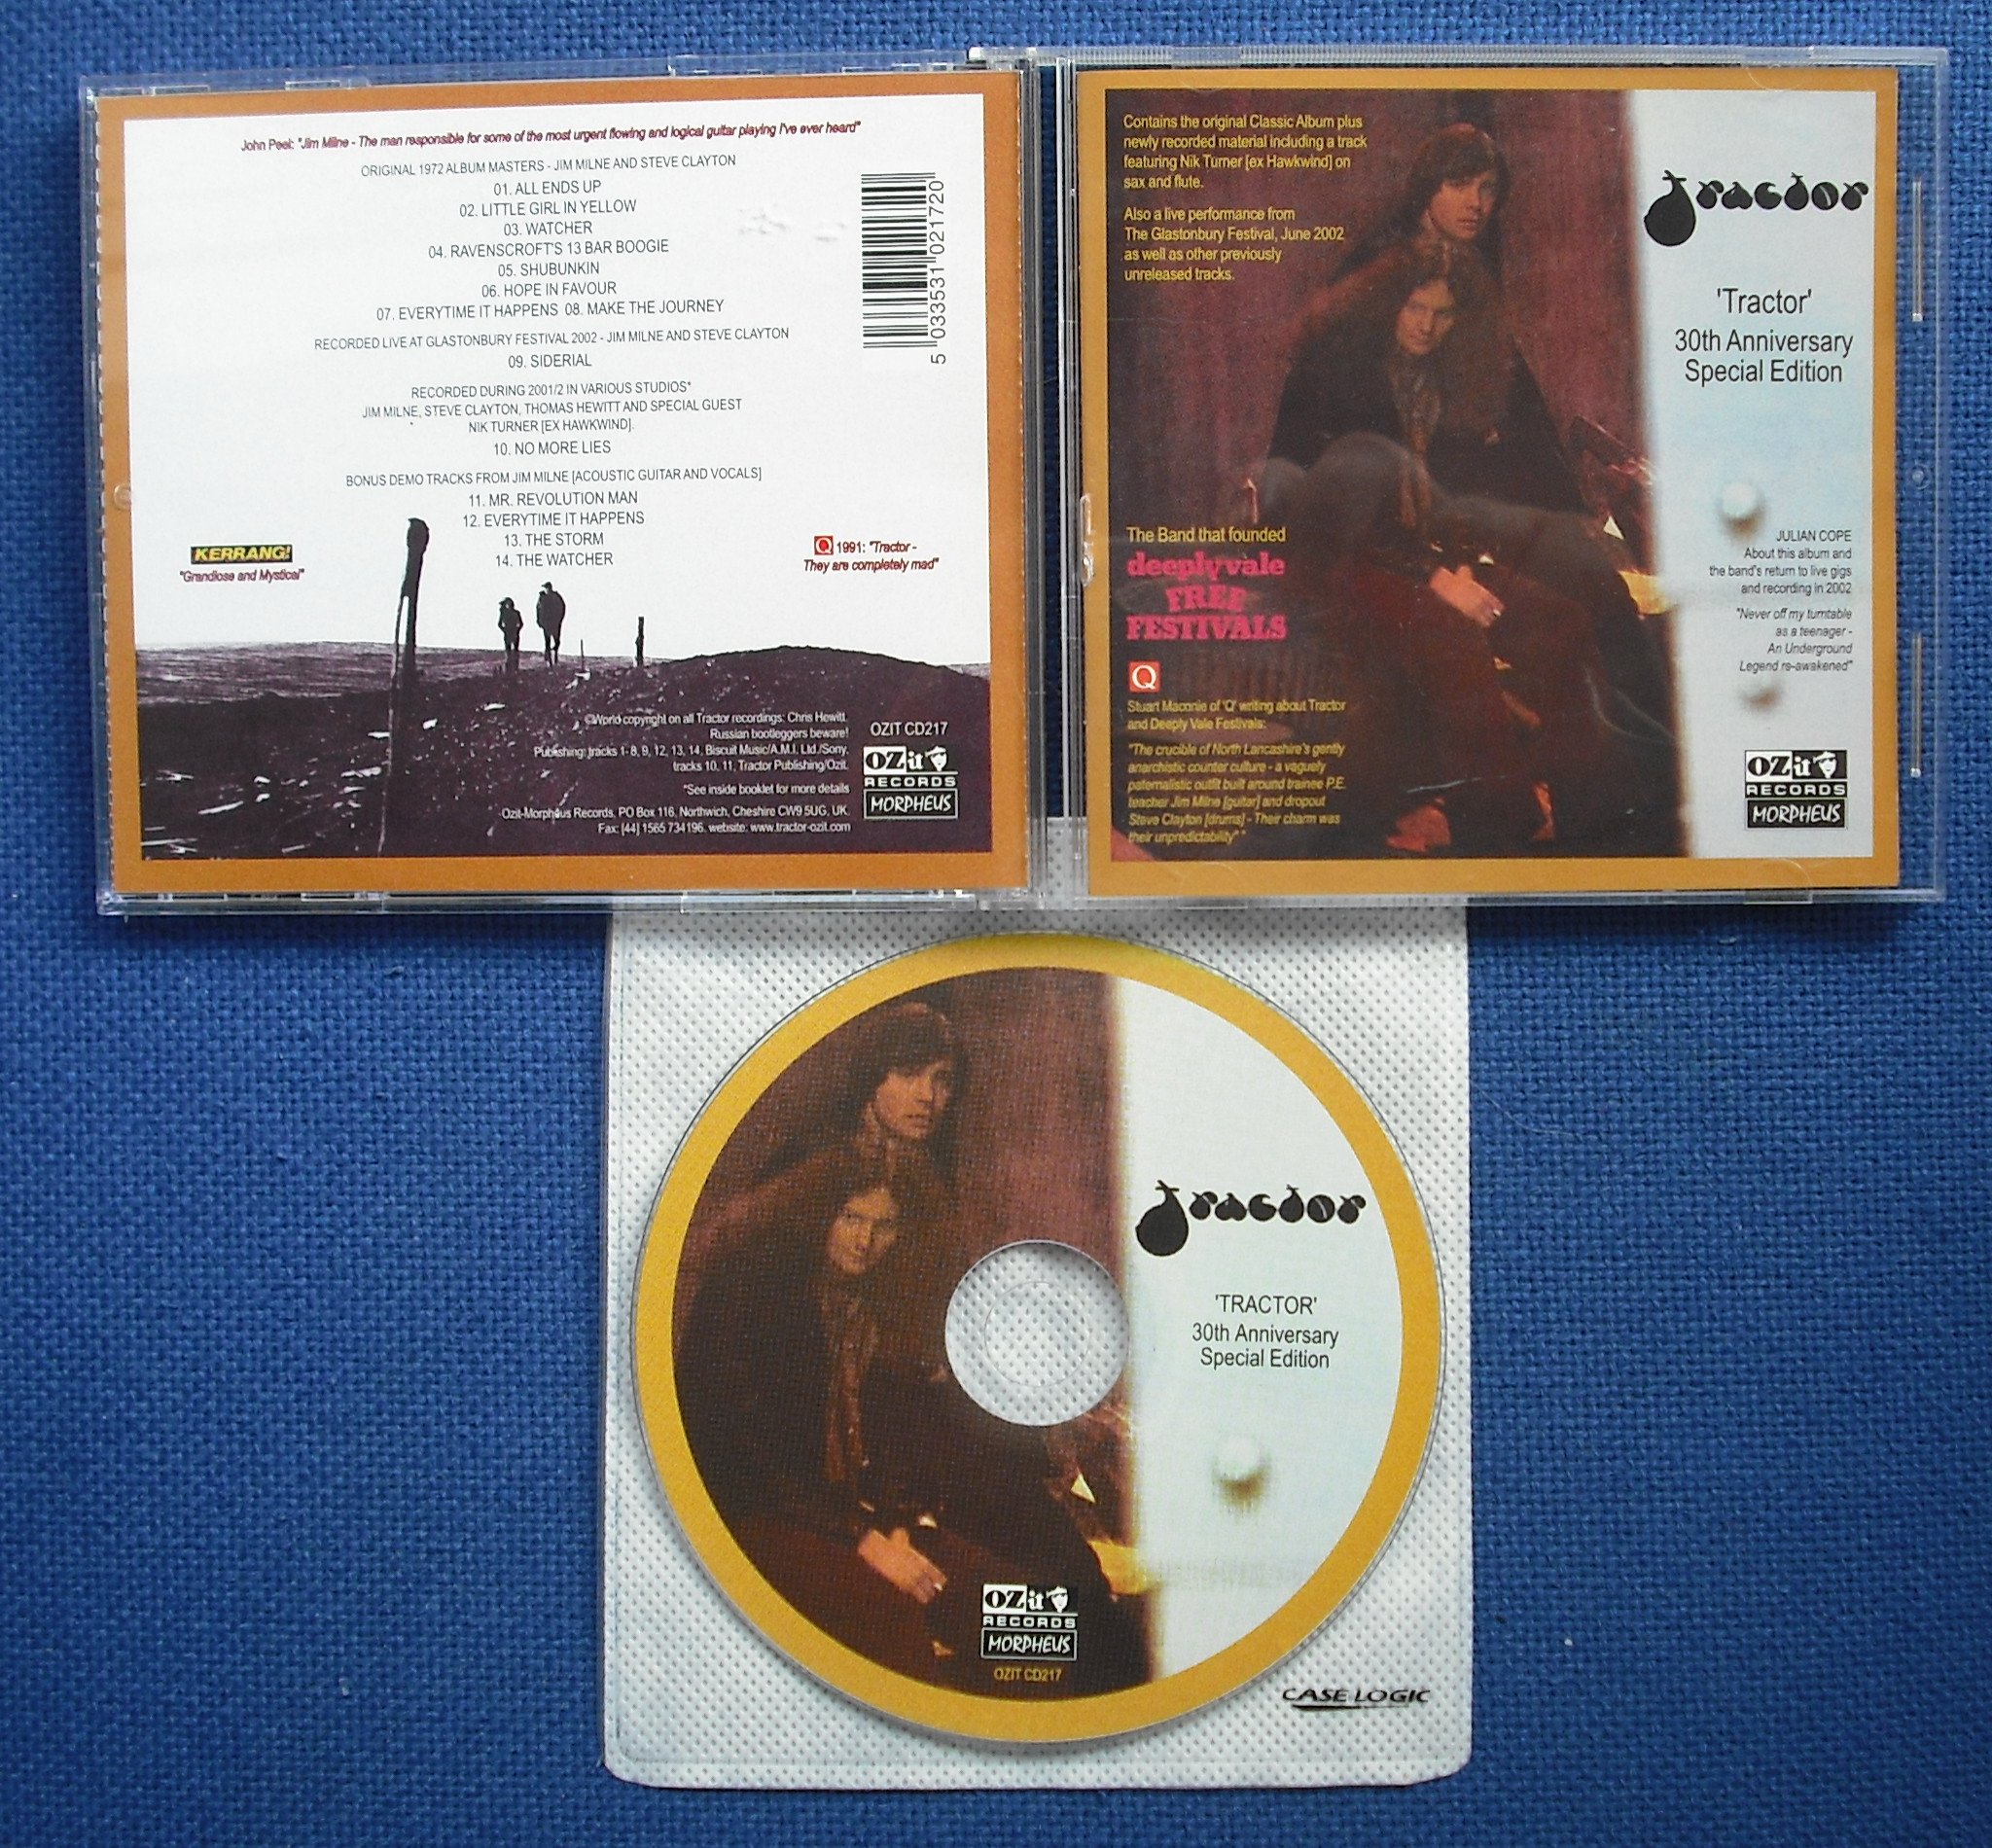 John Peel: "Jim Milne - The man responsible for some of the most urgent flowing and logical guitar playing I've ever heard"
ORIGINAL 1972 ALBUM MASTERS - JIM MILNE AND STEVE CLAYTON
01. ALL ENDS UP
02. LITTLE GIRL IN YELLOW
03. WATCHER
04. RAVENSCROFT'S 13 BAR BOOGIE
05. SHUBUNKIN
06. HOPE IN FAVOUR
07. EVERYTIME IT HAPPENS 08. MAKE THE JOURNEY
RECORDED LIVE AT GLASTONBURY FESTIVAL 2002 - JIM MILNE AND STEVE CLAYTON
09. SIDERIAL
RECORDED DURING 2001/2 IN VARIOUS STUDIOS*
JIM MILNE, STEVE CLAYTON, THOMAS HEWITT AND SPECIAL GUEST
NIK TURNER [EX HAWKWIND].
10. NO MORE LIES
BONUS DEMO TRACKS FROM JIM MILNE [ACOUSTIC GUITAR AND VOCALS]
11. MR. REVOLUTION MAN
12. EVERYTIME IT HAPPENS
13. THE STORM
14. THE WATCHER
5 033531 021720
KERRANG!
"Grandiose and Mystical"
Q 1991: "Tractor -
They are completely mad"
©World copyright on all Tractor recordings: Chris Hewitt.
Russian bootleggers beware!
Publishing: tracks 1-8, 9, 12, 13, 14, Biscuit Music/A.M.I. Ltd./Sony,
tracks 10, 11, Tractor Publishing/Ozit.
*See inside booklet for more details
Ozit-Morpheus Records, PO Box 116, Northwich, Cheshire CW9 5UG, UK.
Fax: [44] 1565 734196. website: www.tractor-ozit.com
OZIT CD217
OZit
RECORDS
MORPHEUS
Contains the original Classic Album plus
newly recorded material including a track
featuring Nik Turner [ex Hawkwind] on
sax and flute.
Also a live performance from
The Glastonbury Festival, June 2002
as well as other previously
unreleased tracks.
The Band that founded
deeply vale
FREE
FESTIVALS
Q
Stuart Maconie of 'Q' writing about Tractor
and Deeply Vale Festivals:
"The crucible of North Lancashire's gently
anarchistic counter culture - a vaguely
paternalistic outfit built around trainee P.E.
teacher Jim Milne [guitar] and dropout
Steve Clayton [drums] - Their charm was
their unpredictability"
tractor
'Tractor'
30th Anniversary
Special Edition
JULIAN COPE
About this album and
the band's return to live gigs
and recording in 2002
"Never off my turntable
as a teenager -
An Underground
Legend re-awakened"
OZit
RECORDS
MORPHEUS
tractor
'TRACTOR'
30th Anniversary
Special Edition
OZit
RECORDS
MORPHEUS
OZIT CD217
CASE LOGIC